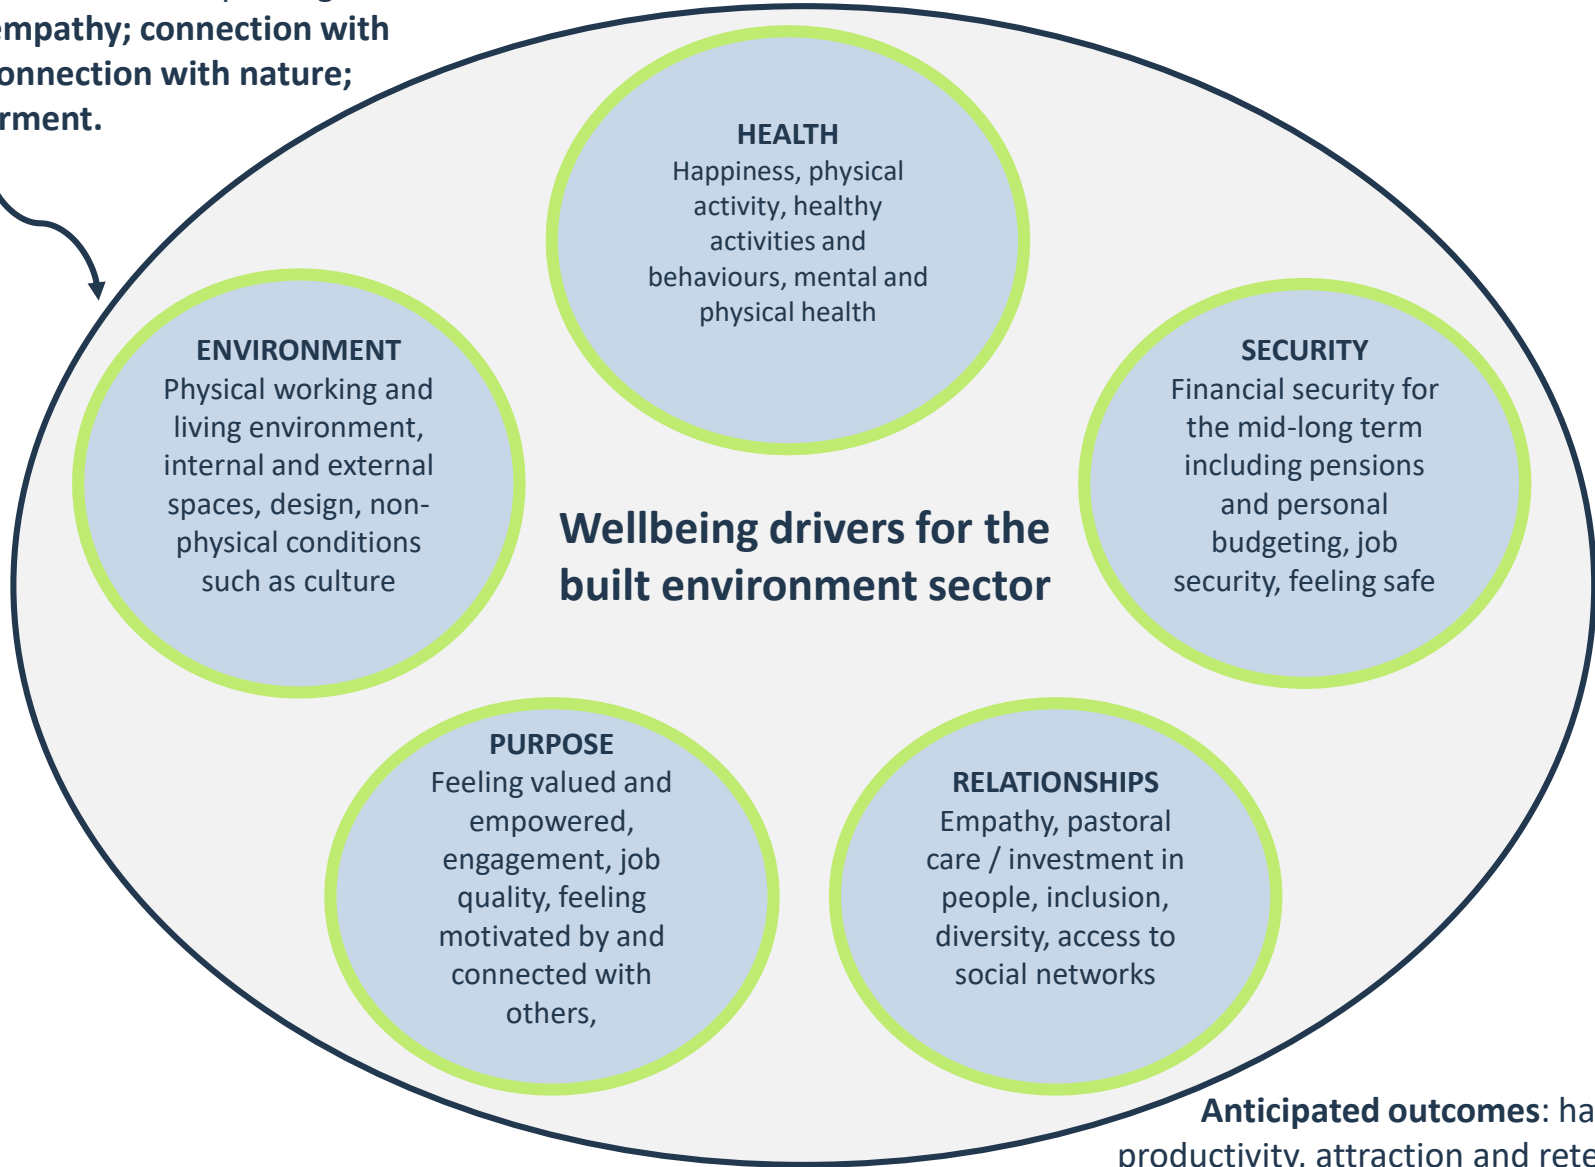 empathy; connection with
connection with nature;
HEALTH
Happiness, physical
activity, healthy
activities and
behaviours, mental and
physical health
ENVIRONMENT
Physical working and
living environment,
internal and external
spaces, design, non-
physical conditions
such as culture
SECURITY
Financial security for
the mid-long term
including pensions
and personal
budgeting, job
security, feeling safe
Wellbeing drivers for the
built environment sector
PURPOSE
Feeling valued and
empowered,
engagement, job
quality, feeling
motivated by and
connected with
others,
RELATIONSHIPS
Empathy, pastoral
care / investment in
people, inclusion,
diversity, access to
social networks
Anticipated outcomes: ha
productivity, attraction and rete